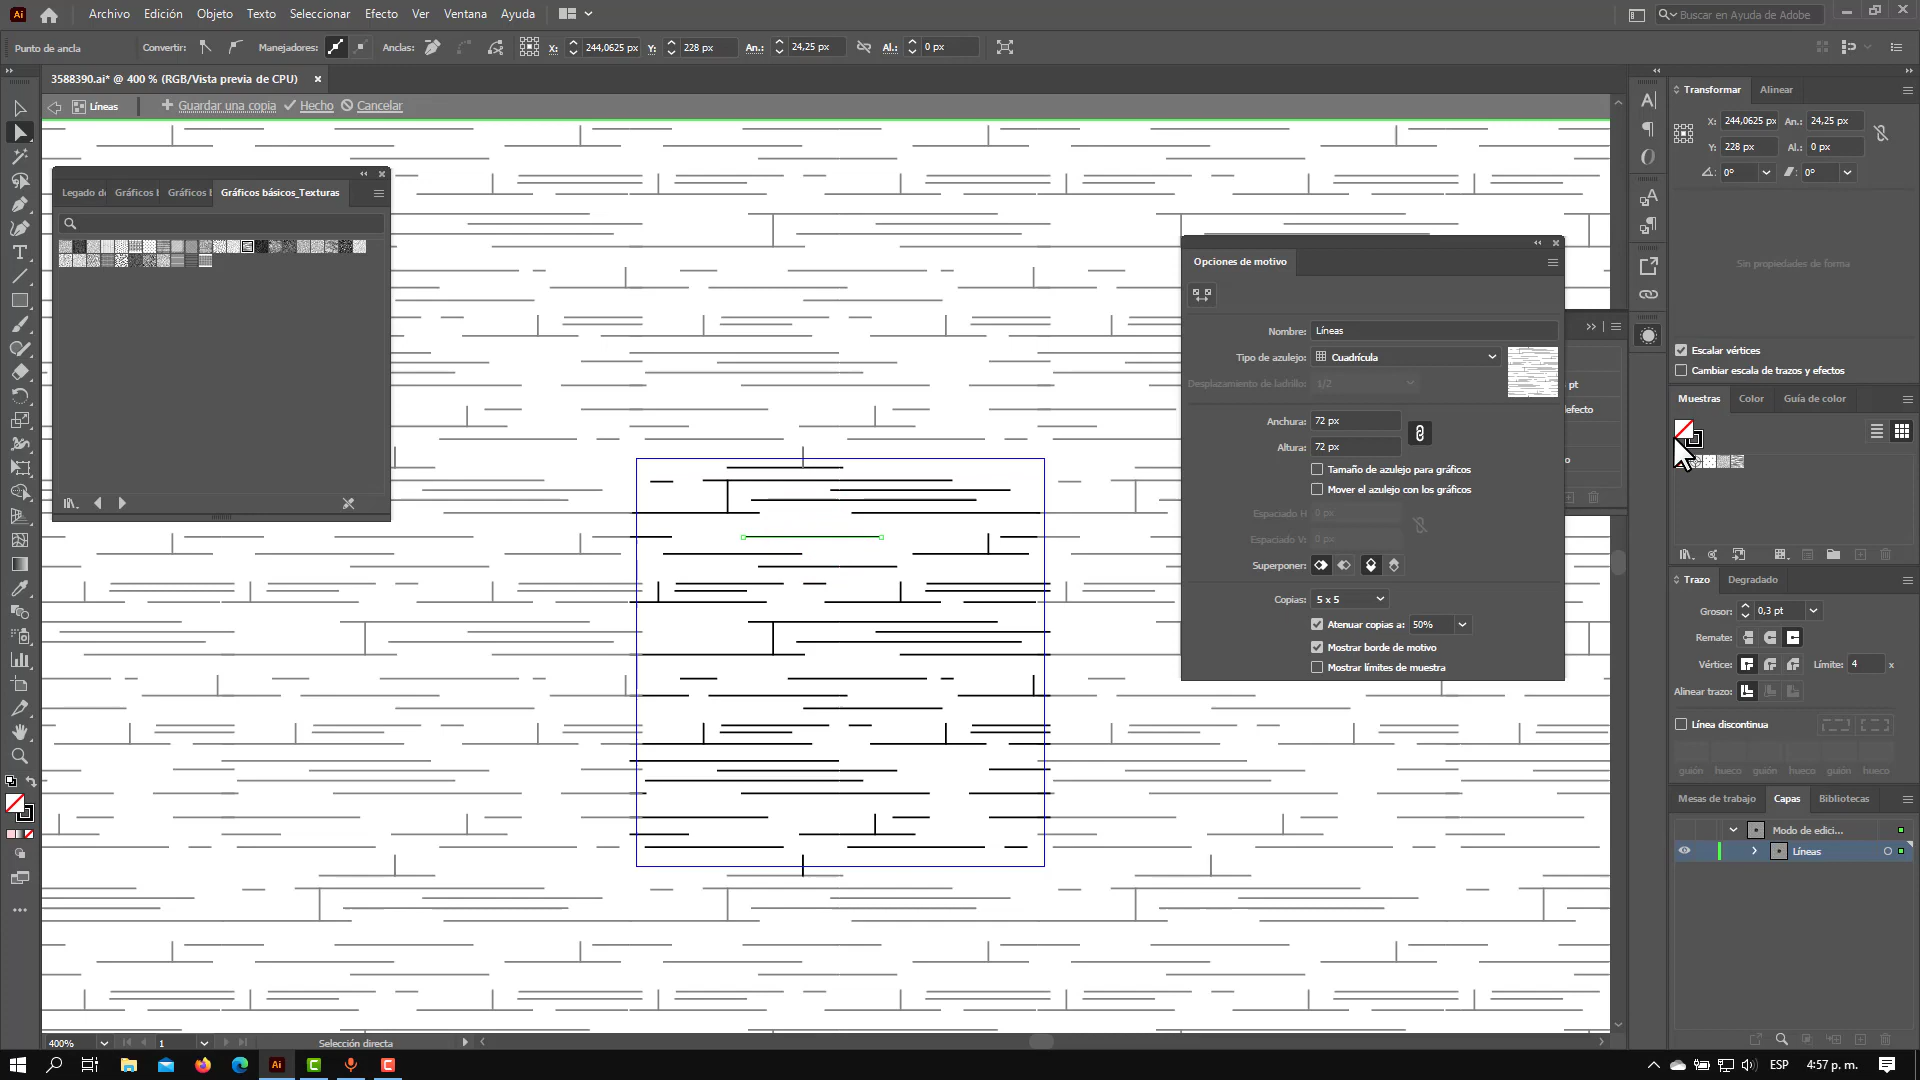 Ai Archivo Edición Objeto Texto Seleccionar Efecto Ver Ventana Ayuda Buscar en Ayuda de Adobe
Punto de ancla Convertir: Manejadores: Anclas: X: 244,0625 px Y: 228 px An.: 24,25 px Al.: 0 px
3588390.ai* @ 400 % (RGB/Vista previa de CPU)
Líneas Guardar una copia Hecho Cancelar
Gráficos básicos_Texturas
Opciones de motivo
Nombre: Líneas
Tipo de azulejo: Cuadrícula
Desplazamiento de ladrillo: 1/2
Anchura: 72 px
Altura: 72 px
Tamaño de azulejo para gráficos
Mover el azulejo con los gráficos
Espaciado H 0 px
Espaciado V: 0 px
Superponer:
Copias: 5 x 5
Atenuar copias a: 50%
Mostrar borde de motivo
Mostrar límites de muestra
Transformar Alinear
X: 244,0625 px An.: 24,25 px
Y: 228 px Al.: 0 px
0° 0°
Sin propiedades de forma
Escalar vértices
Cambiar escala de trazos y efectos
Muestras Color Guía de color
Trazo Degradado
Grosor: 0,3 pt
Remate:
Vértice: Límite: 4 x
Alinear trazo:
Línea discontinua
guión hueco guión hueco guión hueco
Mesas de trabajo Capas Bibliotecas
Modo de edici...
Líneas
400% 1 Selección directa
ESP 4:57 p. m.